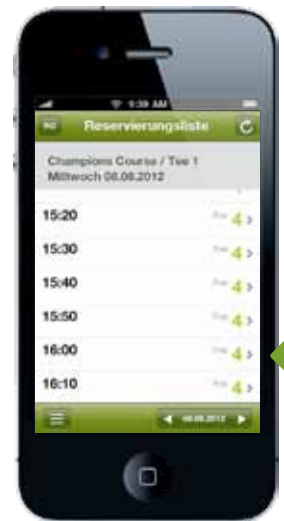 9:39 AM
Reservierungsliste
Champions Course / Tee 1
Mittwoch 08.08.2012
15:20 4
15:30 4
15:40 4
15:50 4
16:00 4
16:10 4
08.08.2012